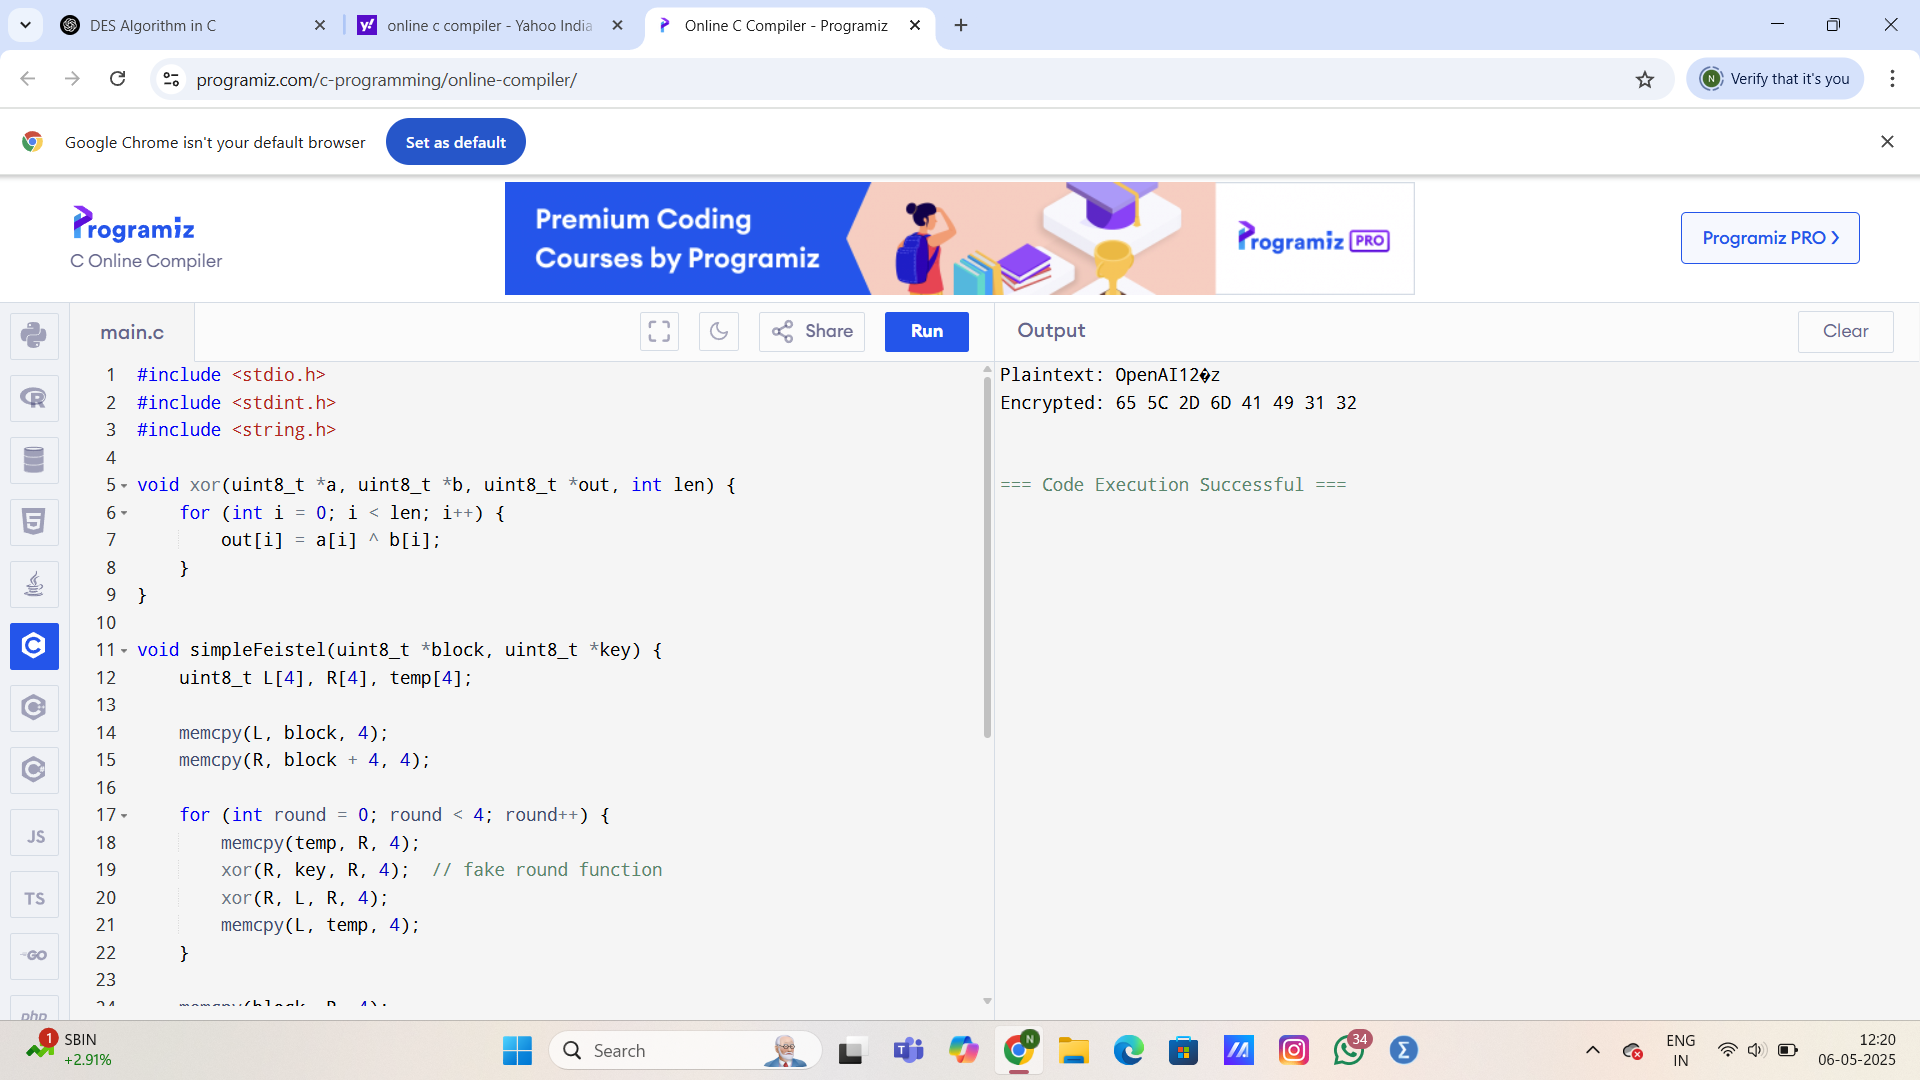 DES Algorithm in C
online c compiler - Yahoo India
Online C Compiler - Programiz
programiz.com/c-programming/online-compiler/
N
Verify that it's you
Google Chrome isn't your default browser
Set as default
Programiz
C Online Compiler
Premium Coding
Courses by Programiz
Programiz PRO
Programiz PRO ›
main.c
Share
Run
Output
Clear
1 #include <stdio.h>
2 #include <stdint.h>
3 #include <string.h>
4
5 void xor(uint8_t *a, uint8_t *b, uint8_t *out, int len) {
6     for (int i = 0; i < len; i++) {
7         out[i] = a[i] ^ b[i];
8     }
9 }
10
11 void simpleFeistel(uint8_t *block, uint8_t *key) {
12     uint8_t L[4], R[4], temp[4];
13
14     memcpy(L, block, 4);
15     memcpy(R, block + 4, 4);
16
17     for (int round = 0; round < 4; round++) {
18         memcpy(temp, R, 4);
19         xor(R, key, R, 4);  // fake round function
20         xor(R, L, R, 4);
21         memcpy(L, temp, 4);
22     }
23
24     memcpy(block, R, 4);
Plaintext: OpenAI12�z
Encrypted: 65 5C 2D 6D 41 49 31 32
=== Code Execution Successful ===
JS
TS
GO
php
1
SBIN
+2.91%
Search
N
34
ENG
IN
12:20
06-05-2025